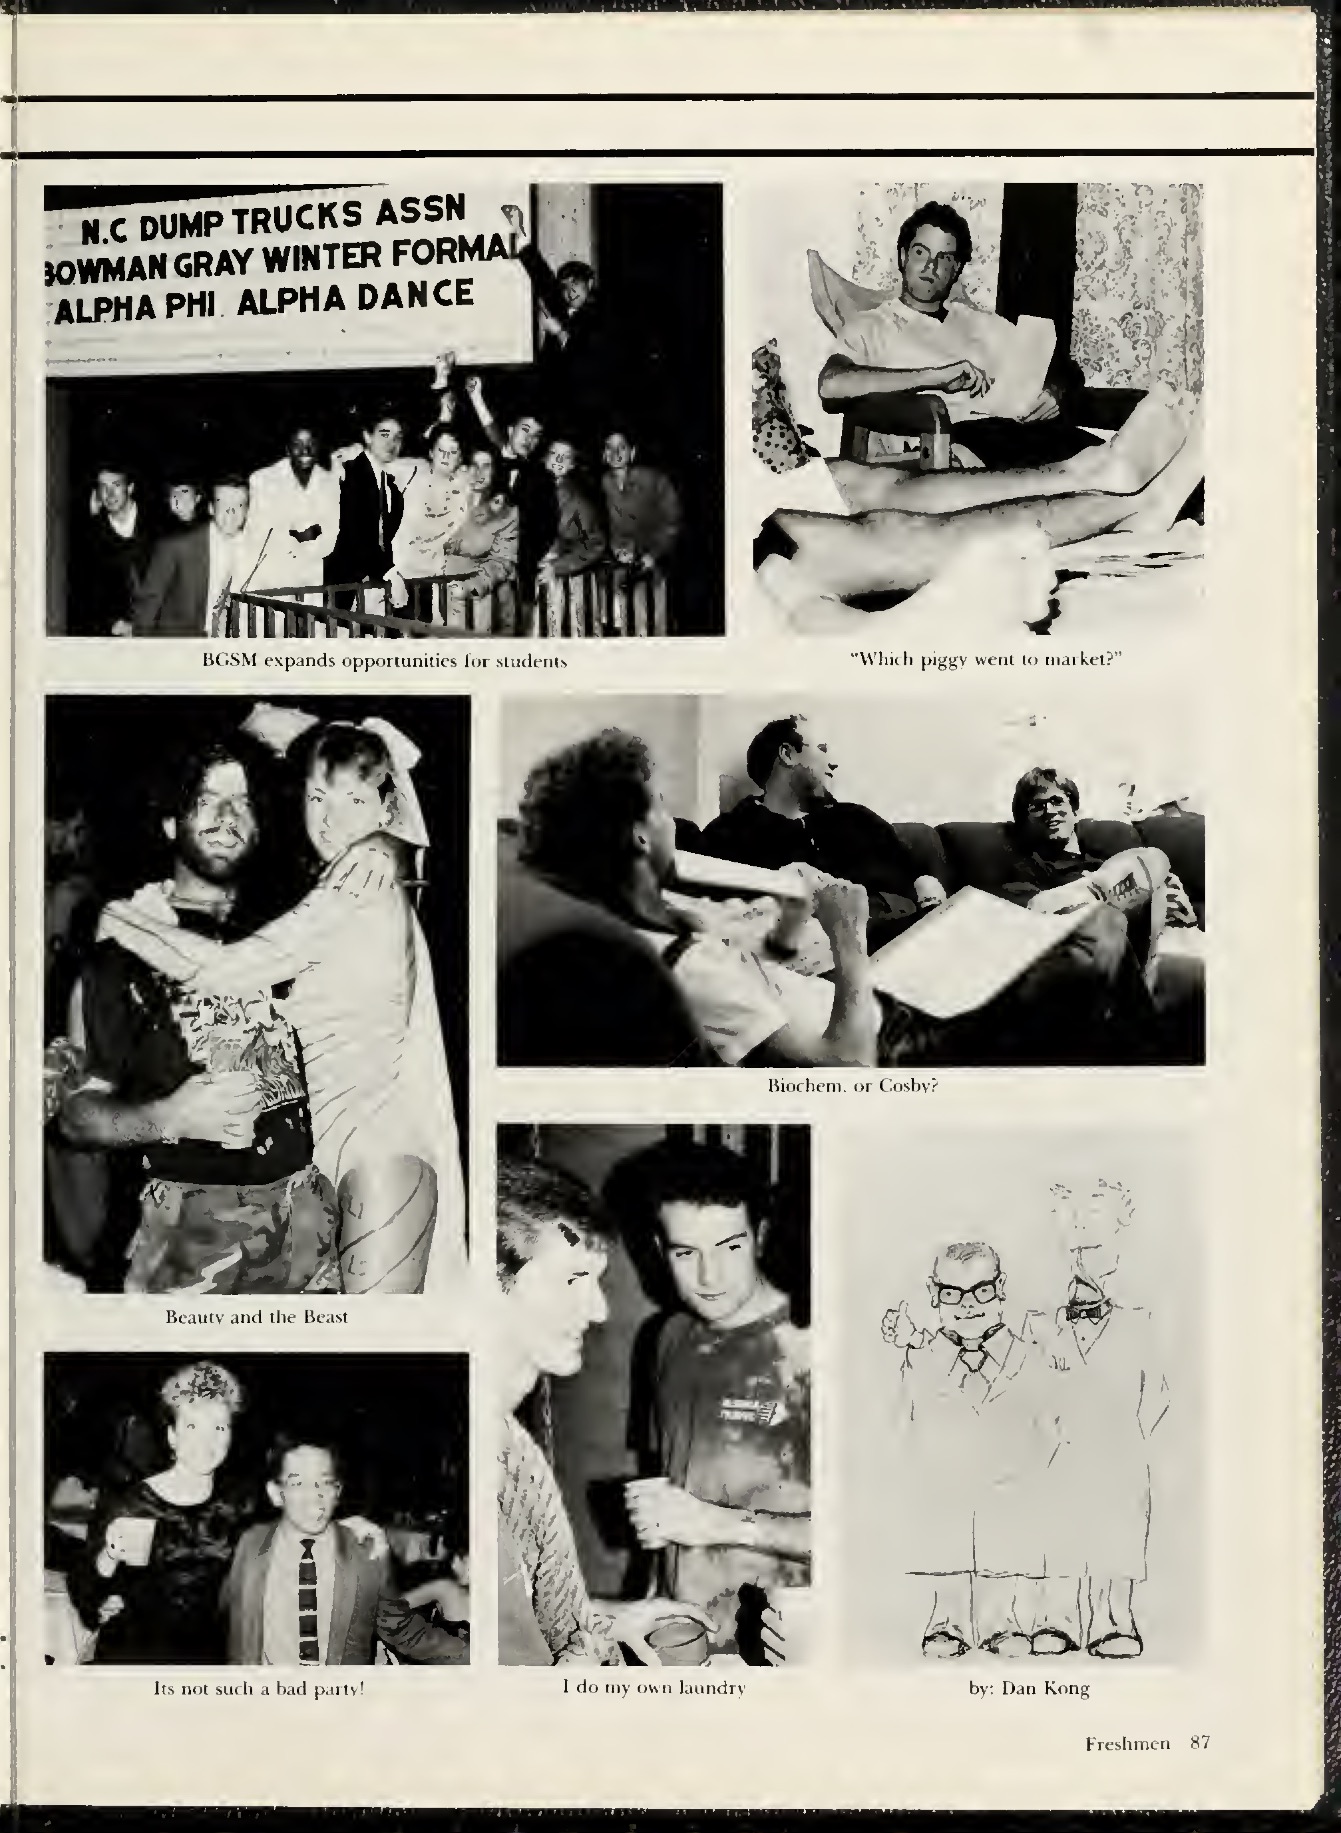 N.C DUMP TRUCKS ASSN
BOWMAN GRAY WINTER FORMAL
ALPHA PHI ALPHA DANCE
BGSM expands opportunities for students
"Which piggy went to market?"
Biochem. or Cosby?
Beauty and the Beast
Its not such a bad party!
I do my own laundry
by: Dan Kong
Freshmen 87